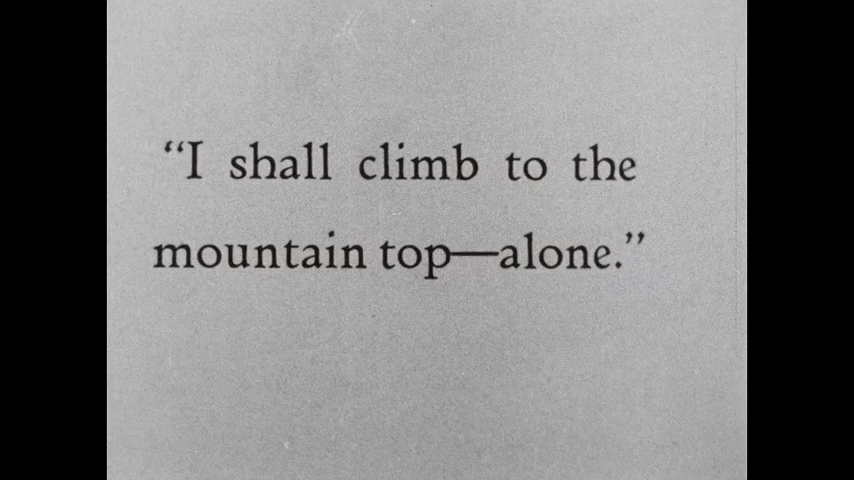 “I shall climb to the
mountain top—alone.”